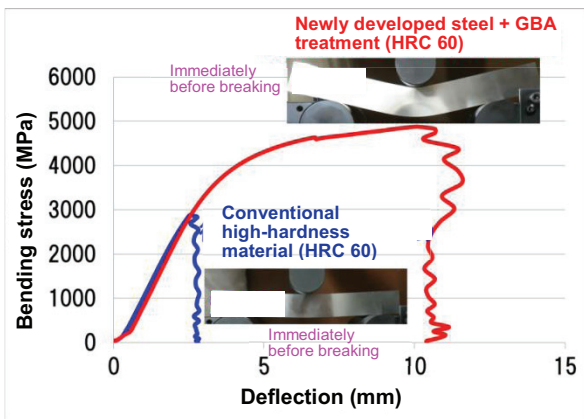 Newly developed steel + GBA
treatment (HRC 60)
Immediately
before breaking
6000
5000
4000
3000
2000
1000
0
Bending stress (MPa)
Conventional
high-hardness
material (HRC 60)
Immediately
before breaking
0
5
10
15
Deflection (mm)